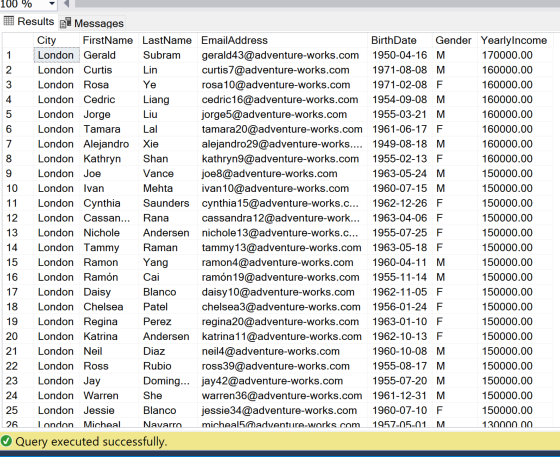 100 %
Results Messages
City FirstName LastName EmailAddress BirthDate Gender YearlyIncome
1 London Gerald Subram gerald43@adventure-works.com 1950-04-16 M 170000.00
2 London Curtis Lin curtis7@adventure-works.com 1971-08-08 M 160000.00
3 London Rosa Ye rosa10@adventure-works.com 1971-02-08 F 160000.00
4 London Cedric Liang cedric16@adventure-works.com 1954-09-08 M 160000.00
5 London Jorge Liu jorge5@adventure-works.com 1955-03-21 M 160000.00
6 London Tamara Lal tamara20@adventure-works.com 1961-06-17 F 160000.00
7 London Alejandro Xie alejandro29@adventure-works.... 1949-08-18 M 160000.00
8 London Kathryn Shan kathryn9@adventure-works.com 1955-02-13 F 160000.00
9 London Joe Vance joe8@adventure-works.com 1963-05-24 M 150000.00
10 London Ivan Mehta ivan10@adventure-works.com 1960-07-15 M 150000.00
11 London Cynthia Saunders cynthia15@adventure-works.c... 1962-12-26 F 150000.00
12 London Cassan... Rana cassandra12@adventure-work... 1963-04-06 F 150000.00
13 London Nichole Andersen nichole13@adventure-works.c... 1955-07-25 F 150000.00
14 London Tammy Raman tammy13@adventure-works.com 1963-05-18 F 150000.00
15 London Ramon Yang ramon4@adventure-works.com 1960-04-11 M 150000.00
16 London Ramón Cai ramón19@adventure-works.com 1955-11-14 M 150000.00
17 London Daisy Blanco daisy10@adventure-works.com 1962-11-05 F 150000.00
18 London Chelsea Patel chelsea3@adventure-works.com 1956-01-24 F 150000.00
19 London Regina Perez regina20@adventure-works.com 1963-01-10 F 150000.00
20 London Katrina Andersen katrina11@adventure-works.com 1962-10-13 F 150000.00
21 London Neil Diaz neil4@adventure-works.com 1960-10-08 M 150000.00
22 London Ross Rubio ross39@adventure-works.com 1955-08-17 M 150000.00
23 London Jay Doming... jay42@adventure-works.com 1955-07-20 M 150000.00
24 London Warren She warren36@adventure-works.com 1961-12-31 M 150000.00
25 London Jessie Blanco jessie34@adventure-works.com 1960-07-10 F 150000.00
26 London Micheal Navarro micheal5@adventure-works.com 1957-05-01 M 130000.00
Query executed successfully.